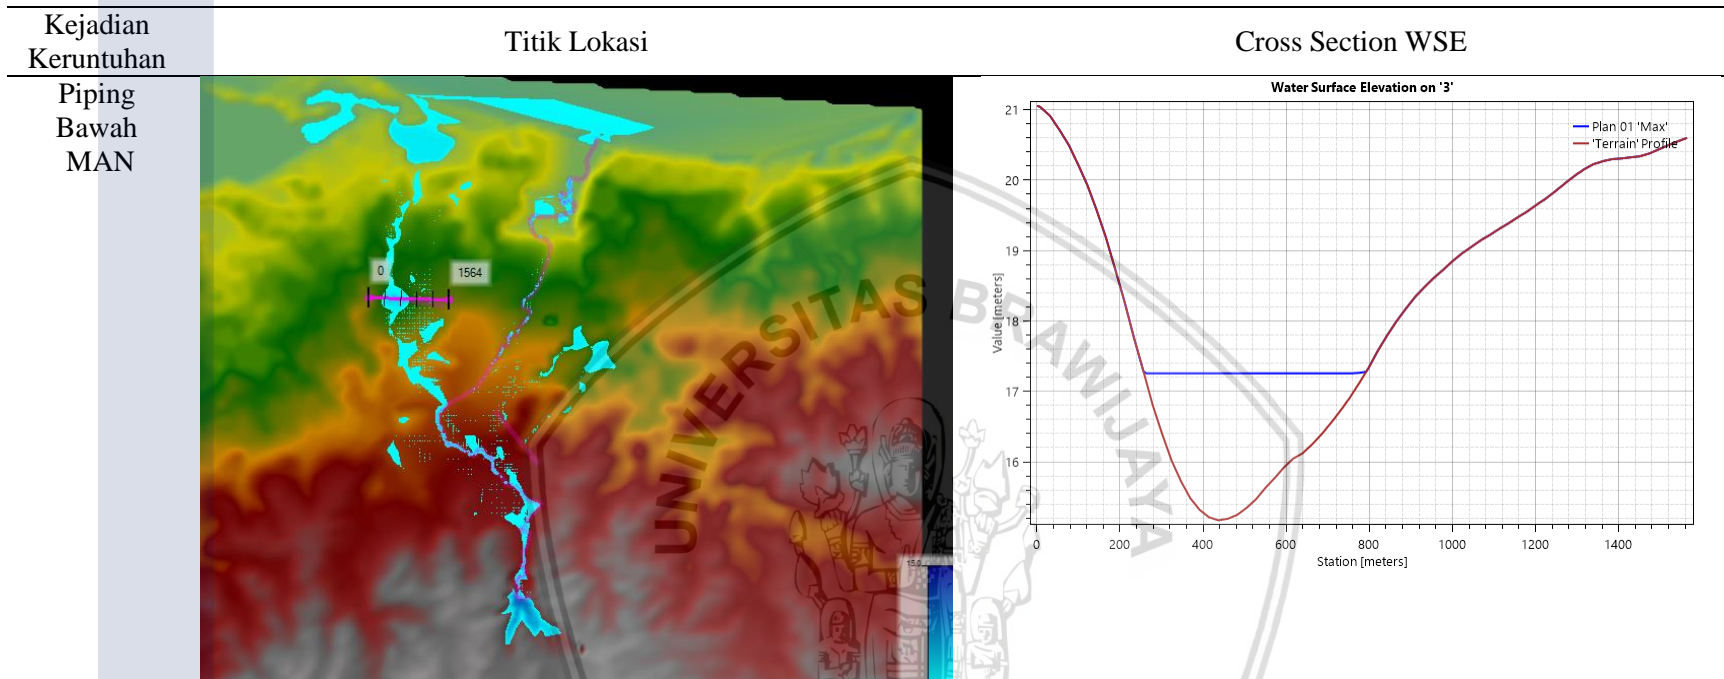 Kejadian
Keruntuhan
Titik Lokasi
Cross Section WSE
Piping
Bawah
MAN
0
1564
15.0
UNIVERSITAS BRAWIJAYA
Water Surface Elevation on '3'
Plan 01 'Max'
'Terrain' Profile
Value [meters]
21
20
19
18
17
16
0
200
400
600
800
1000
1200
1400
Station [meters]